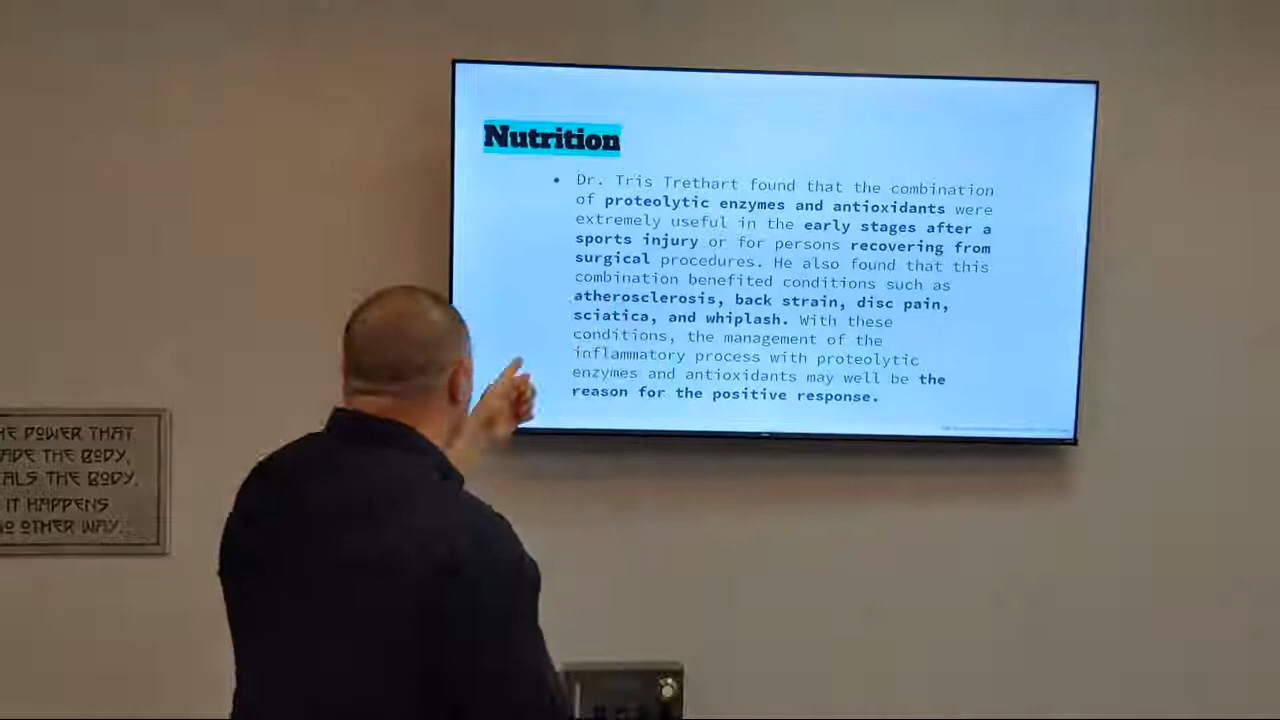 Nutrition
• Dr. Tris Trethart found that the combination
of proteolytic enzymes and antioxidants were
extremely useful in the early stages after a
sports injury or for persons recovering from
surgical procedures. He also found that this
combination benefited conditions such as
atherosclerosis, back strain, disc pain,
sciatica, and whiplash. With these
conditions, the management of the
inflammatory process with proteolytic
enzymes and antioxidants may well be the
reason for the positive response.
HE POWER THAT
ADE THE BODY,
ALS THE BODY,
IT HAPPENS
NO OTHER WAY.